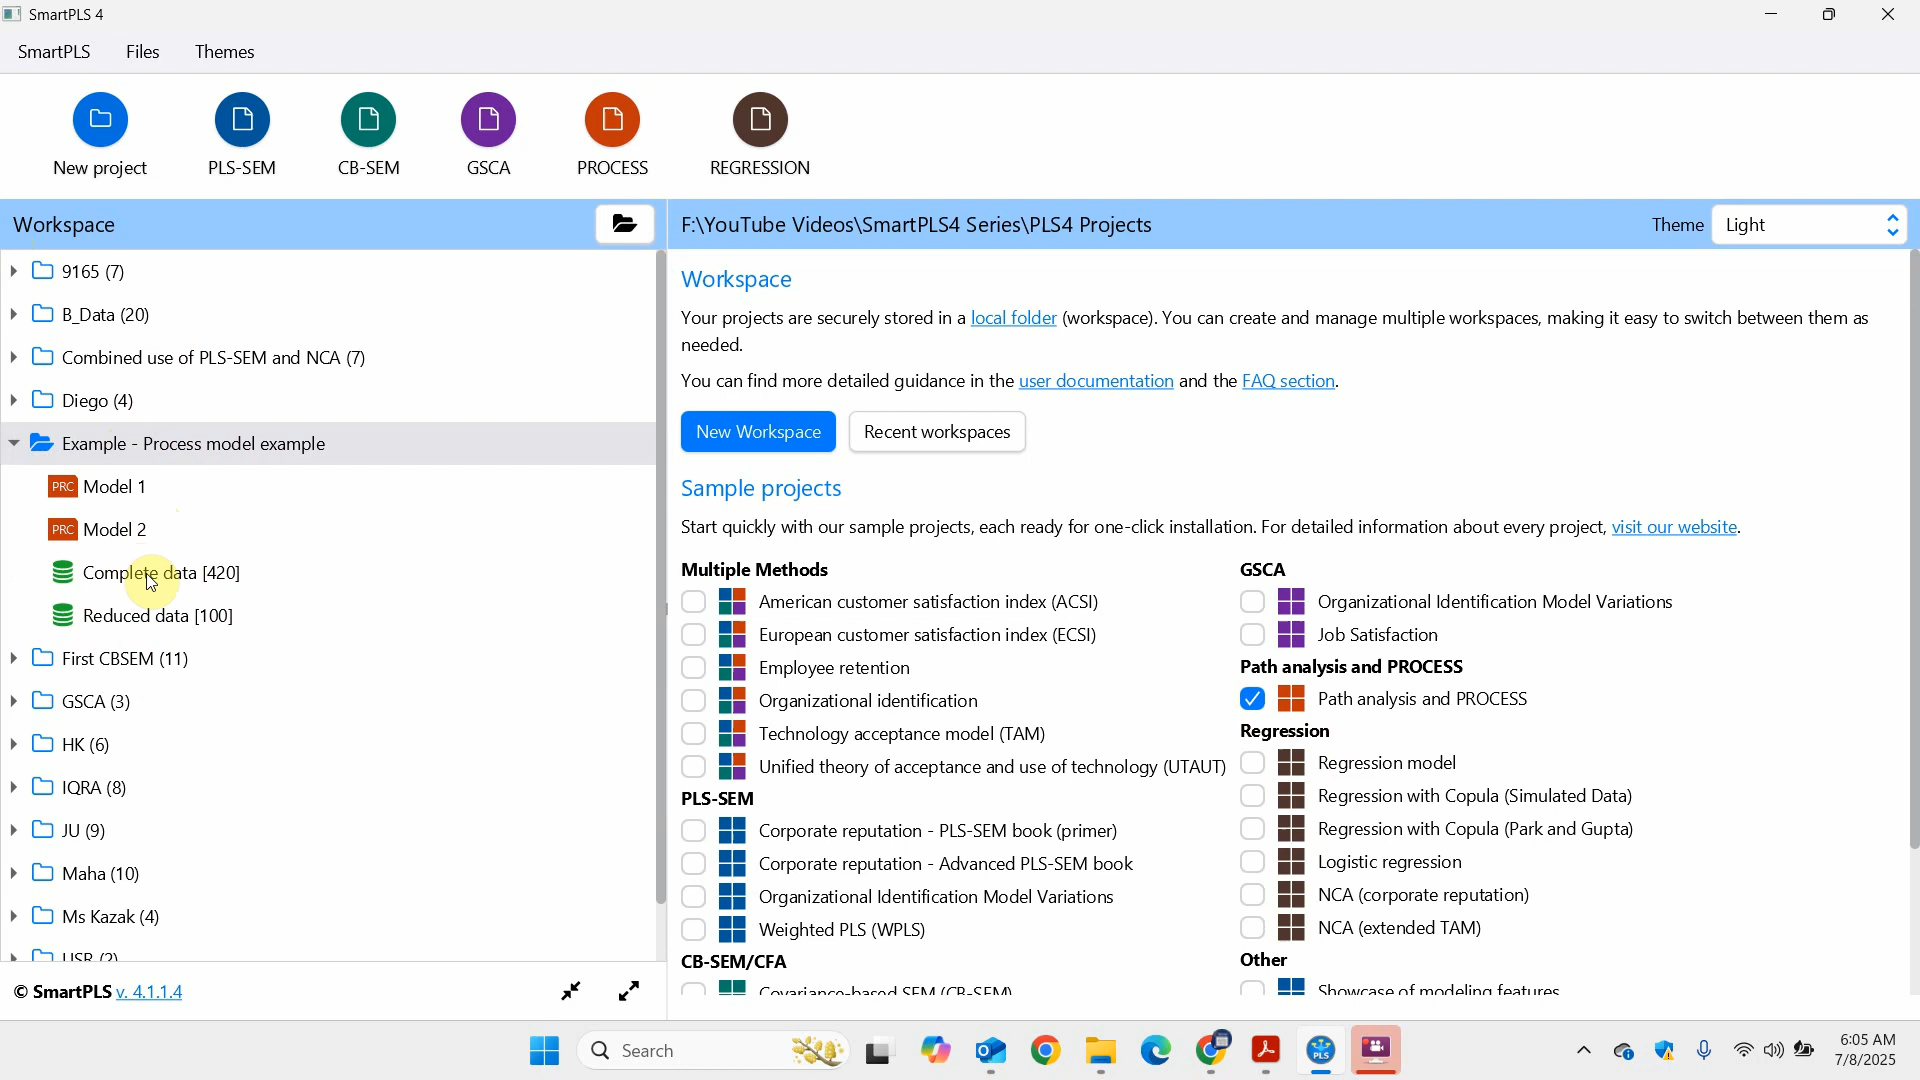 SmartPLS 4
SmartPLS Files Themes
New project PLS-SEM CB-SEM GSCA PROCESS REGRESSION
Workspace
F:\YouTube Videos\SmartPLS4 Series\PLS4 Projects
Theme Light
9165 (7)
B_Data (20)
Combined use of PLS-SEM and NCA (7)
Diego (4)
Example - Process model example
PRC Model 1
PRC Model 2
Complete data [420]
Reduced data [100]
First CBSEM (11)
GSCA (3)
HK (6)
IQRA (8)
JU (9)
Maha (10)
Ms Kazak (4)
USB (2)
© SmartPLS v. 4.1.1.4
Workspace
Your projects are securely stored in a local folder (workspace). You can create and manage multiple workspaces, making it easy to switch between them as
needed.
You can find more detailed guidance in the user documentation and the FAQ section.
New Workspace Recent workspaces
Sample projects
Start quickly with our sample projects, each ready for one-click installation. For detailed information about every project, visit our website.
Multiple Methods
American customer satisfaction index (ACSI)
European customer satisfaction index (ECSI)
Employee retention
Organizational identification
Technology acceptance model (TAM)
Unified theory of acceptance and use of technology (UTAUT)
PLS-SEM
Corporate reputation - PLS-SEM book (primer)
Corporate reputation - Advanced PLS-SEM book
Organizational Identification Model Variations
Weighted PLS (WPLS)
CB-SEM/CFA
Covariance-based SEM (CB-SEM)
GSCA
Organizational Identification Model Variations
Job Satisfaction
Path analysis and PROCESS
Path analysis and PROCESS
Regression
Regression model
Regression with Copula (Simulated Data)
Regression with Copula (Park and Gupta)
Logistic regression
NCA (corporate reputation)
NCA (extended TAM)
Other
Showcase of modeling features
Search
PLS
6:05 AM
7/8/2025